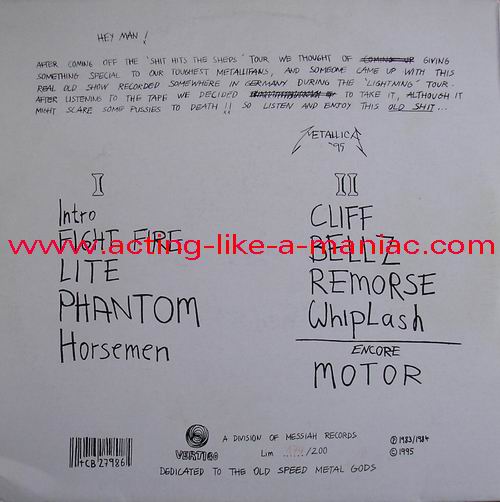 HEY MAN!
AFTER COMING OFF THE 'SHIT HITS THE SHEDS' TOUR WE THOUGHT OF GIVING
SOMETHING SPECIAL TO OUR TOUGHEST METALLIFANS, AND SOMEONE CAME UP WITH THIS
REAL OLD SHOW RECORDED SOMEWHERE IN GERMANY DURING THE 'LIGHTNING' TOUR.
AFTER LISTENING TO THE TAPE WE DECIDED TO TAKE IT, ALTHOUGH IT
MIGHT SCARE SOME PUSSIES TO DEATH!! SO LISTEN AND ENJOY THIS OLD SHIT...
METALLICA
'95
I
Intro
FIGHT FIRE
LITE
PHANTOM
Horsemen
II
CLIFF
BELLZ
REMORSE
WhipLash
ENCORE
MOTOR
www.acting-like-a-maniac.com
VERTIGO
A DIVISION OF MESSIAH RECORDS
Lim /200
℗ 1983/1984
© 1995
+CB27986
DEDICATED TO THE OLD SPEED METAL GODS